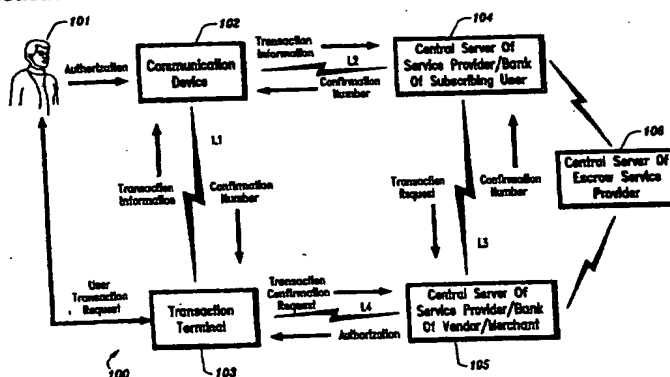 101
102
104
Authorization
Communication
Device
Transaction
Information
L2
Confirmation
Number
Central Server Of
Service Provider/Bank
Of Subscribing User
106
Central Server Of
Escrow Service
Provider
L1
Transaction
Information
Confirmation
Number
Transaction
Request
Confirmation
Number
L3
User
Transaction
Request
Transaction
Terminal
Transaction
Confirmation
Request
L4
Authorization
Central Server Of
Service Provider/Bank
Of Vendor/Merchant
100
103
105